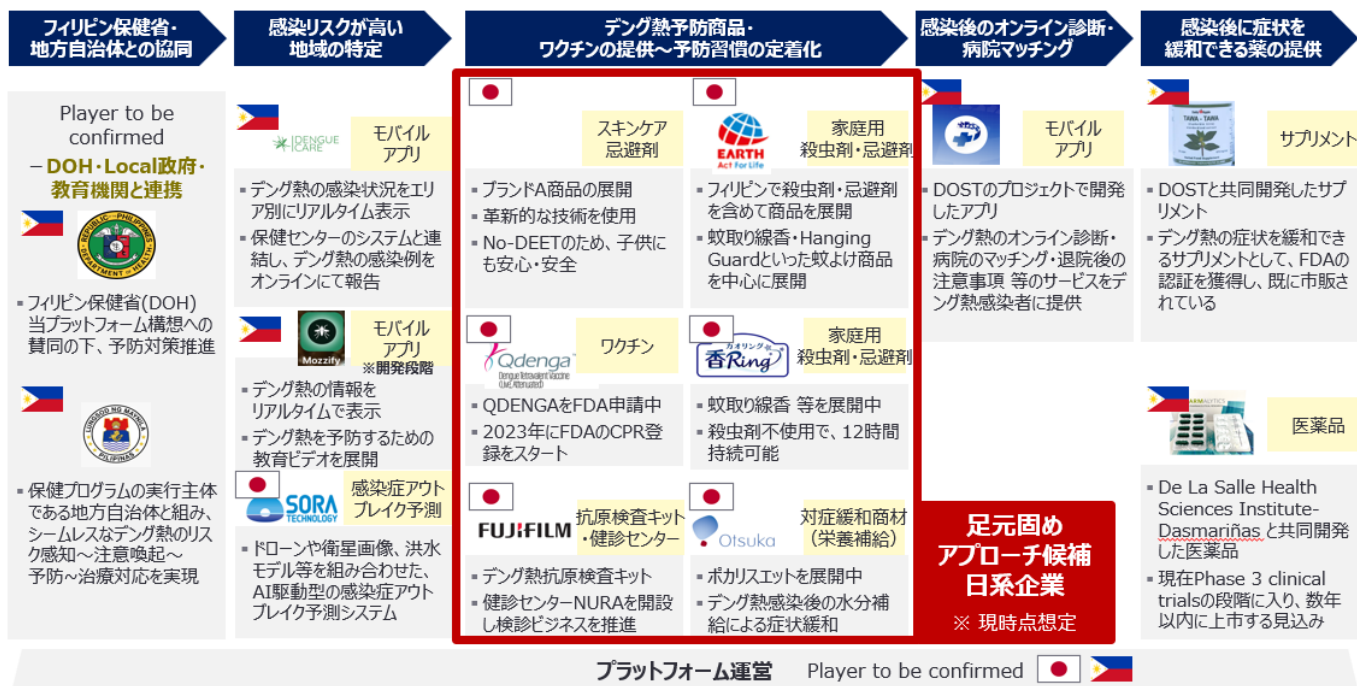 フィリピン保健省・
地方自治体との協同
感染リスクが高い
地域の特定
デング熱予防商品・
ワクチンの提供～予防習慣の定着化
感染後のオンライン診断・
病院マッチング
感染後に症状を
緩和できる薬の提供
Player to be
confirmed
– DOH・Local政府・
教育機関と連携
REPUBLIC OF THE PHILIPPINES
DEPARTMENT OF HEALTH
▪フィリピン保健省(DOH)
当プラットフォーム構想への
賛同の下、予防対策推進
LUNGSOD NG MAYNILA
PILIPINAS
▪保健プログラムの実行主体
である地方自治体と組み、
シームレスなデング熱のリス
ク感知～注意喚起～
予防～治療対応を実現
IDENGUE
CARE
モバイル
アプリ
▪デング熱の感染状況をエリ
ア別にリアルタイム表示
▪保健センターのシステムと連
結し、デング熱の感染例を
オンラインにて報告
Mozzify
モバイル
アプリ
※開発段階
▪デング熱の情報を
リアルタイムで表示
▪デング熱を予防するための
教育ビデオを展開
SORA
TECHNOLOGY
感染症アウト
ブレイク予測
▪ドローンや衛星画像、洪水
モデル等を組み合わせた、
AI駆動型の感染症アウト
ブレイク予測システム
スキンケア
忌避剤
▪ブランドA商品の展開
▪革新的な技術を使用
▪No-DEETのため、子供に
も安心・安全
EARTH
Act For Life
家庭用
殺虫剤・忌避剤
▪フィリピンで殺虫剤・忌避剤
を含めて商品を展開
▪蚊取り線香・Hanging
Guardといった蚊よけ商品
を中心に展開
Qdenga
Dengue Tetravalent Vaccine
(Live, Attenuated)
ワクチン
▪QDENGAをFDA申請中
▪2023年にFDAのCPR登
録をスタート
カオリング
香Ring
家庭用
殺虫剤・忌避剤
▪蚊取り線香 等を展開中
▪殺虫剤不使用で、12時間
持続可能
FUJIFILM
抗原検査キット
・健診センター
▪デング熱抗原検査キット
▪健診センターNURAを開設
し検診ビジネスを推進
Otsuka
対症緩和商材
（栄養補給）
▪ポカリスエットを展開中
▪デング熱感染後の水分補
給による症状緩和
モバイル
アプリ
▪DOSTのプロジェクトで開発
したアプリ
▪デング熱のオンライン診断・
病院のマッチング・退院後の
注意事項 等のサービスをデ
ング熱感染者に提供
足元固め
アプローチ候補
日系企業
※ 現時点想定
TAWA - TAWA
サプリメント
▪DOSTと共同開発したサプ
リメント
▪デング熱の症状を緩和でき
るサプリメントとして、FDAの
認証を獲得し、既に市販さ
れている
医薬品
▪De La Salle Health
Sciences Institute-
Dasmariñas と共同開発
した医薬品
▪現在Phase 3 clinical
trialsの段階に入り、数年
以内に上市する見込み
プラットフォーム運営 Player to be confirmed